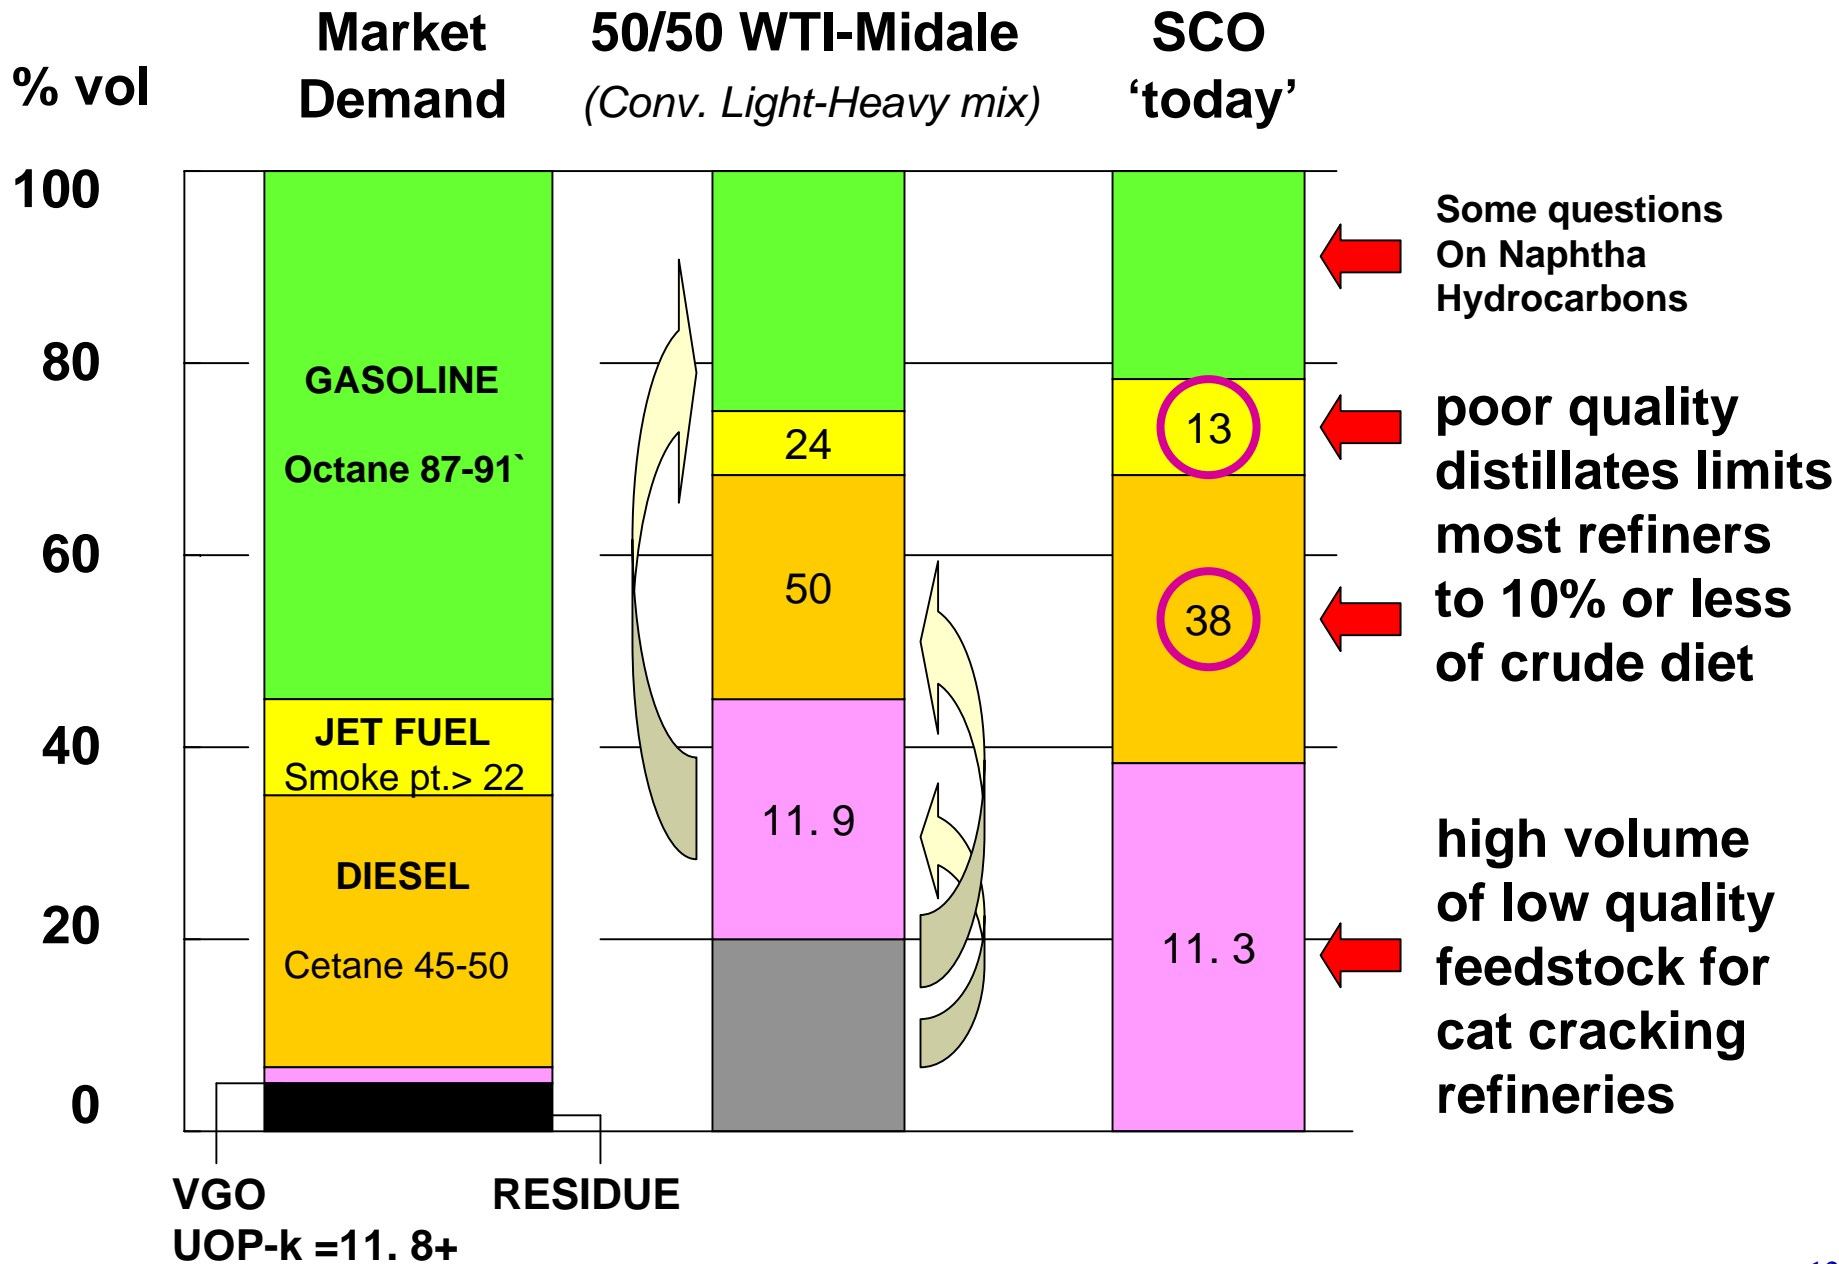 Market
Demand
50/50 WTI-Midale
(Conv. Light-Heavy mix)
SCO
‘today’
% vol
100
80
60
40
20
0
GASOLINE
Octane 87-91`
JET FUEL
Smoke pt.> 22
DIESEL
Cetane 45-50
VGO
UOP-k =11. 8+
RESIDUE
24
50
11. 9
13
38
11. 3
Some questions
On Naphtha
Hydrocarbons
poor quality
distillates limits
most refiners
to 10% or less
of crude diet
high volume
of low quality
feedstock for
cat cracking
refineries